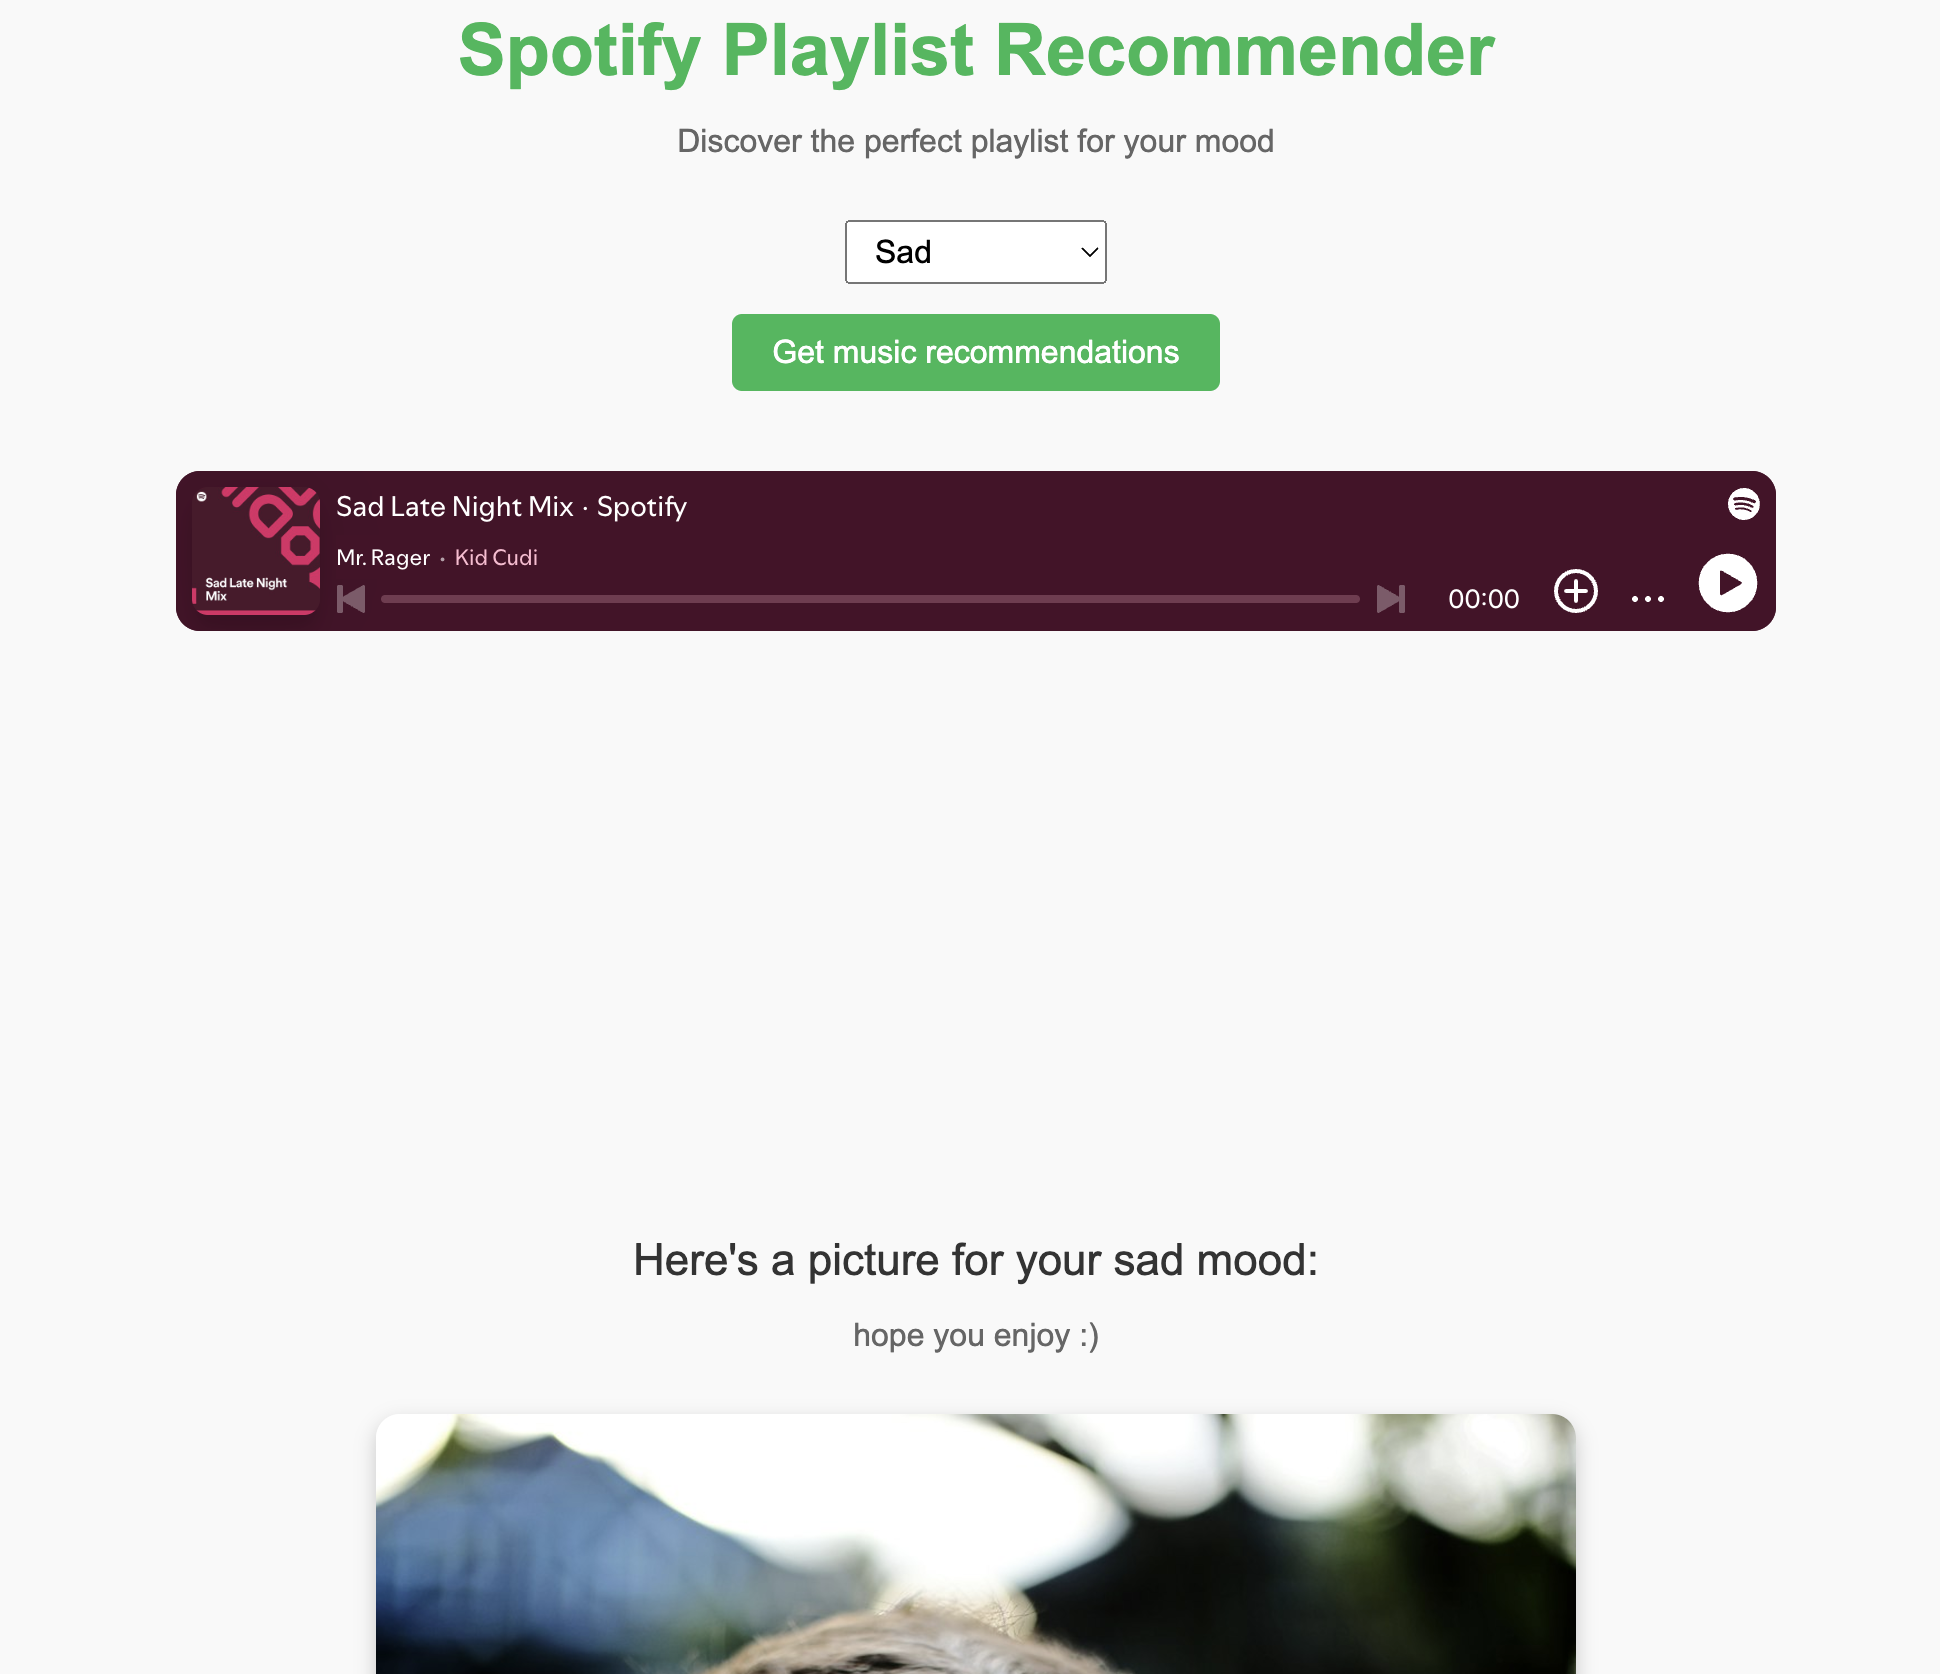 Spotify Playlist Recommender
Discover the perfect playlist for your mood
Sad
Get music recommendations
Sad Late Night Mix · Spotify
Mr. Rager · Kid Cudi
Sad Late Night
Mix
00:00
Here's a picture for your sad mood:
hope you enjoy :)